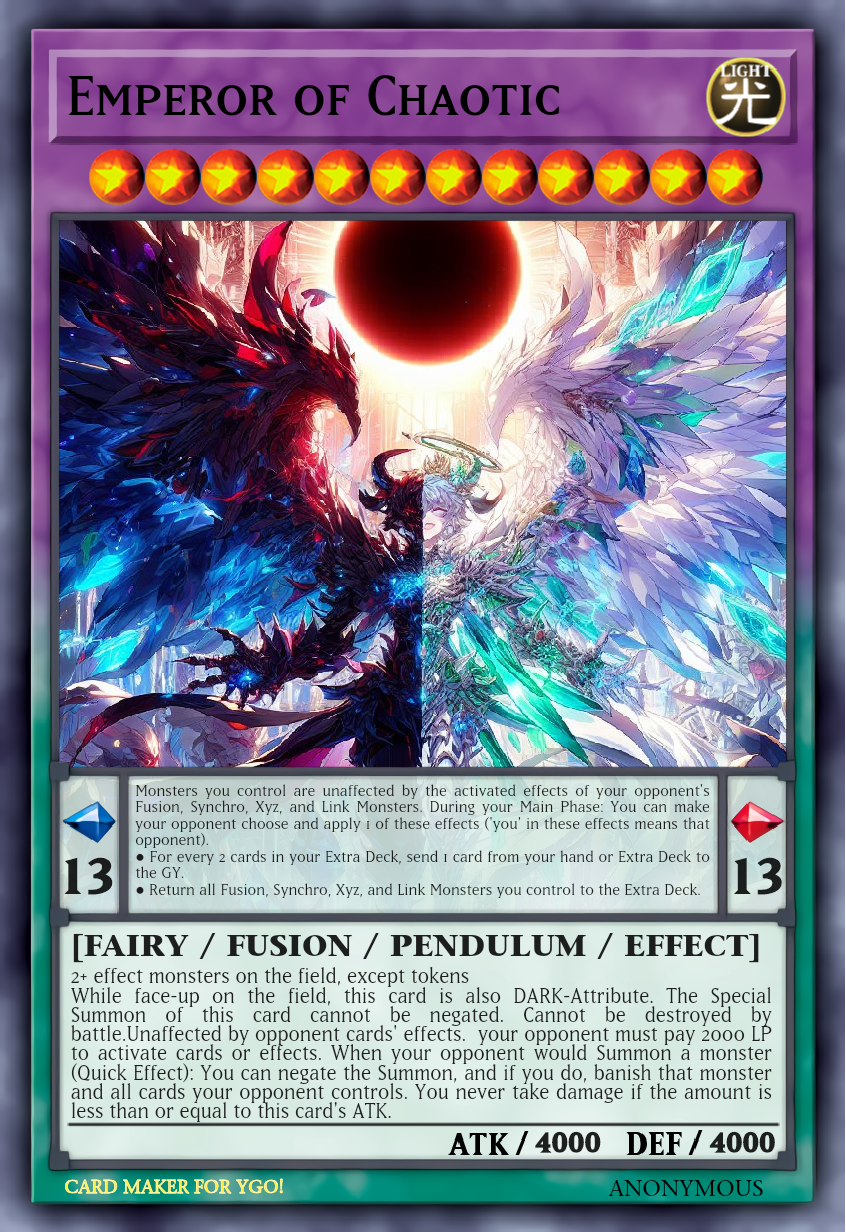 Emperor of Chaotic
LIGHT
光
Monsters you control are unaffected by the activated effects of your opponent's
Fusion, Synchro, Xyz, and Link Monsters. During your Main Phase: You can make
your opponent choose and apply 1 of these effects ('you' in these effects means that
opponent).
● For every 2 cards in your Extra Deck, send 1 card from your hand or Extra Deck to
the GY.
● Return all Fusion, Synchro, Xyz, and Link Monsters you control to the Extra Deck.
13
13
[FAIRY / FUSION / PENDULUM / EFFECT]
2+ effect monsters on the field, except tokens
While face-up on the field, this card is also DARK-Attribute. The Special
Summon of this card cannot be negated. Cannot be destroyed by
battle.Unaffected by opponent cards' effects. your opponent must pay 2000 LP
to activate cards or effects. When your opponent would Summon a monster
(Quick Effect): You can negate the Summon, and if you do, banish that monster
and all cards your opponent controls. You never take damage if the amount is
less than or equal to this card's ATK.
ATK / 4000 DEF / 4000
CARD MAKER FOR YGO!
ANONYMOUS